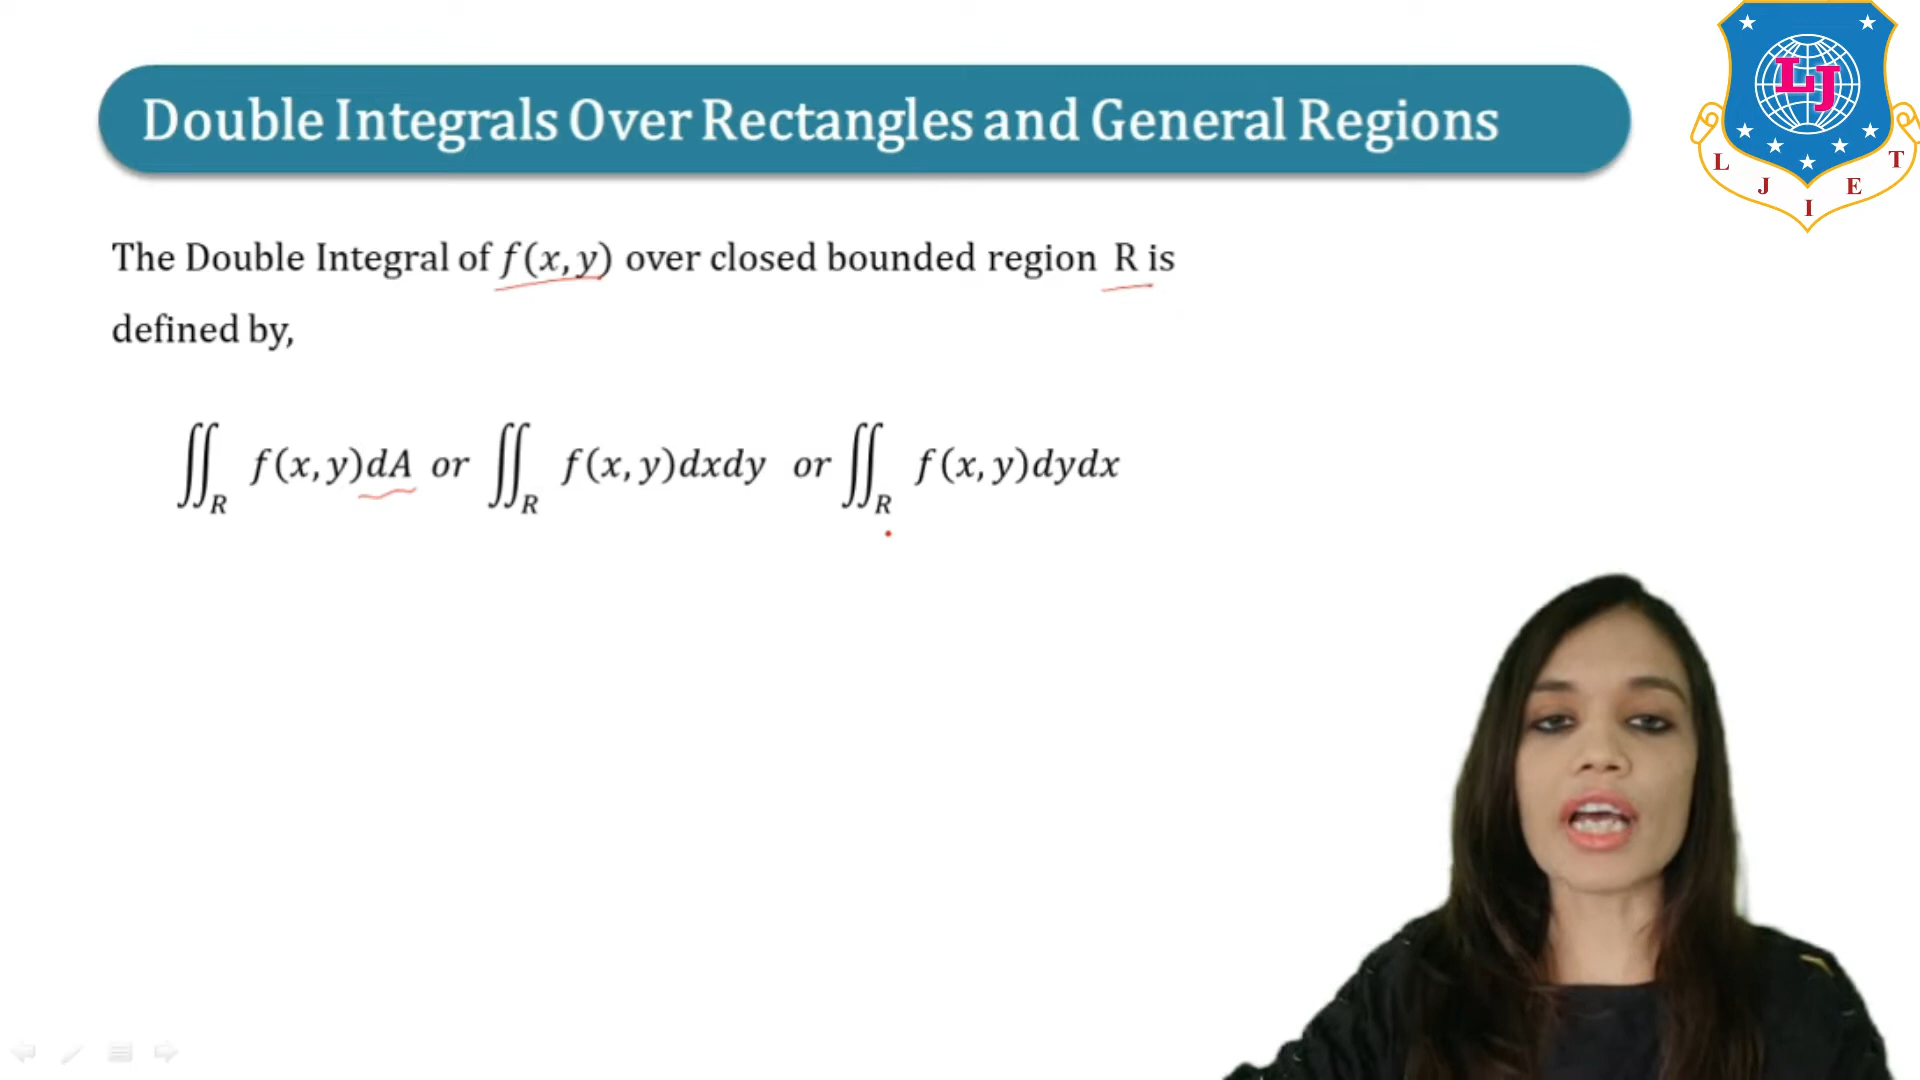 Double Integrals Over Rectangles and General Regions
LJ
L J I E T
The Double Integral of f(x, y) over closed bounded region R is
defined by,
∬_R f(x, y)dA or ∬_R f(x, y)dxdy or ∬_R f(x, y)dydx